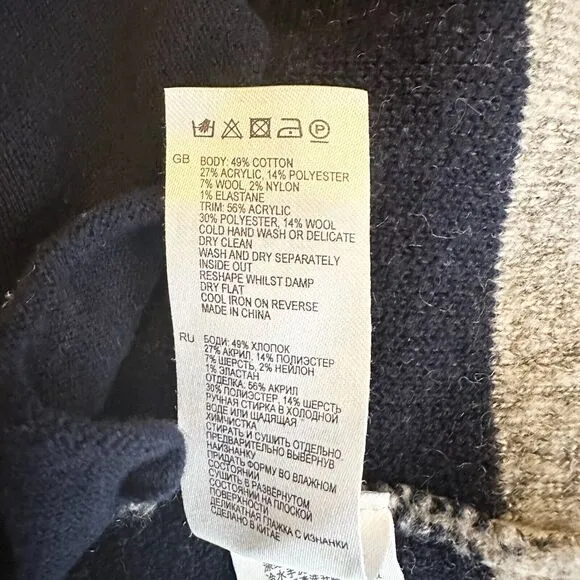 GB BODY: 49% COTTON
27% ACRYLIC, 14% POLYESTER
7% WOOL, 2% NYLON
1% ELASTANE
TRIM: 56% ACRYLIC
30% POLYESTER, 14% WOOL
COLD HAND WASH OR DELICATE
DRY CLEAN
WASH AND DRY SEPARATELY
INSIDE OUT
RESHAPE WHILST DAMP
DRY FLAT
COOL IRON ON REVERSE
MADE IN CHINA
RU БОДИ: 49% ХЛОПОК
27% АКРИЛ, 14% ПОЛИЭСТЕР
7% ШЕРСТЬ, 2% НЕЙЛОН
1% ЭЛАСТАН
ОТДЕЛКА: 56% АКРИЛ
30% ПОЛИЭСТЕР, 14% ШЕРСТЬ
РУЧНАЯ СТИРКА В ХОЛОДНОЙ
ВОДЕ ИЛИ ЩАДЯЩАЯ
ХИМЧИСТКА
СТИРАТЬ И СУШИТЬ ОТДЕЛЬНО,
ПРЕДВАРИТЕЛЬНО ВЫВЕРНУВ
НАИЗНАНКУ
ПРИДАТЬ ФОРМУ ВО ВЛАЖНОМ
СОСТОЯНИИ
СУШИТЬ В РАЗВЕРНУТОМ
СОСТОЯНИИ НА ПЛОСКОЙ
ПОВЕРХНОСТИ
ДЕЛИКАТНАЯ ГЛАЖКА С ИЗНАНКИ
СДЕЛАНО В КИТАЕ